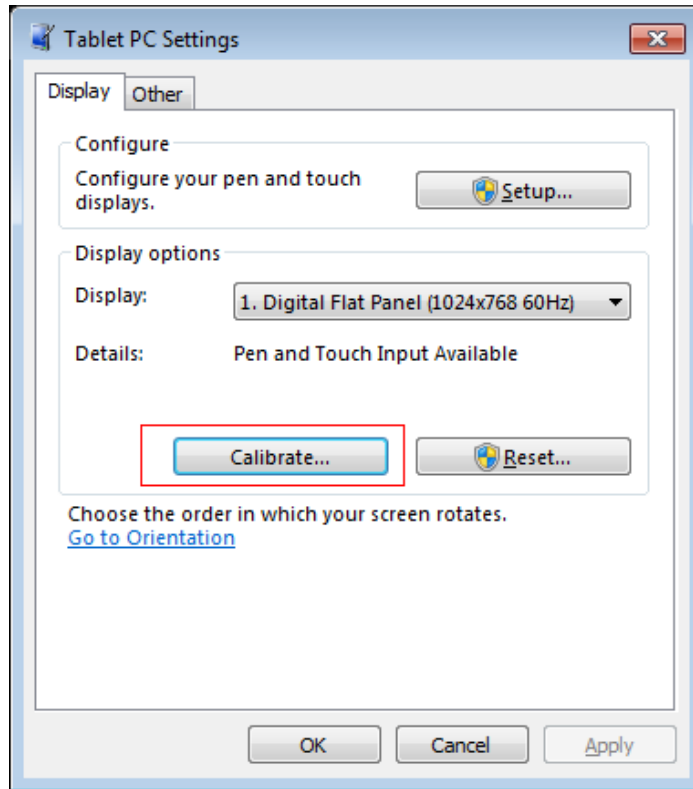 Tablet PC Settings
Display
Other
Configure
Configure your pen and touch
displays.
Setup...
Display options
Display:
1. Digital Flat Panel (1024x768 60Hz)
Details:
Pen and Touch Input Available
Calibrate...
Reset...
Choose the order in which your screen rotates.
Go to Orientation
OK
Cancel
Apply